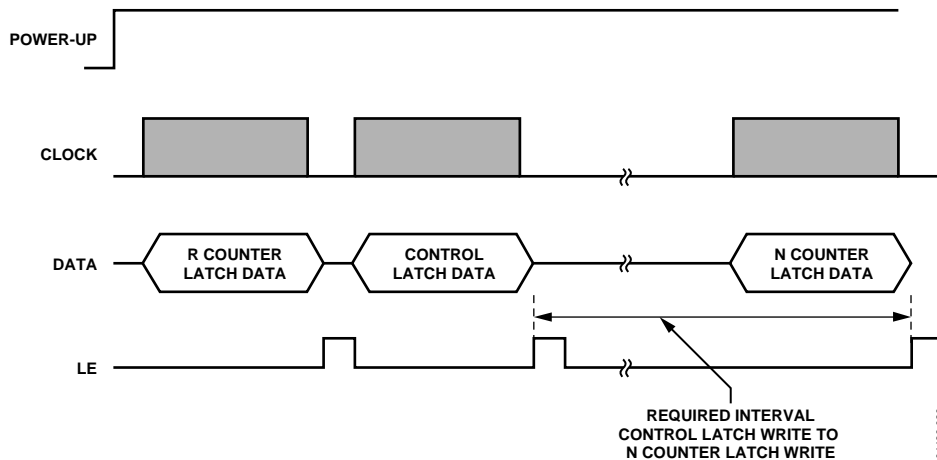 POWER-UP
CLOCK
R COUNTER
LATCH DATA
CONTROL
LATCH DATA
N COUNTER
LATCH DATA
DATA
LE
REQUIRED INTERVAL
CONTROL LATCH WRITE TO
N COUNTER LATCH WRITE